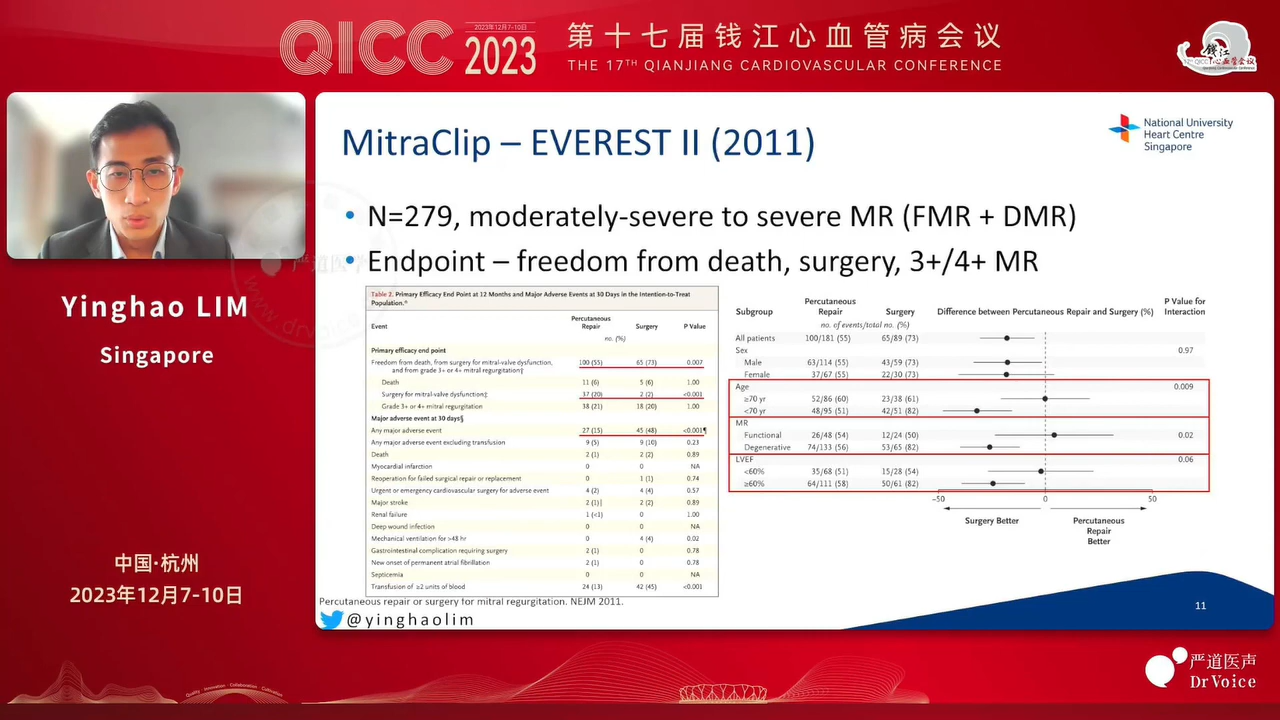 QICC
2023年12月7-10日
2023
第十七届钱江心血管病会议
THE 17TH QIANJIANG CARDIOVASCULAR CONFERENCE
钱江
心血管会议
Yinghao LIM
Singapore
中国·杭州
2023年12月7-10日
MitraClip – EVEREST II (2011)
National University
Heart Centre
Singapore
• N=279, moderately-severe to severe MR (FMR + DMR)
• Endpoint – freedom from death, surgery, 3+/4+ MR
Table 2. Primary Efficacy End Point at 12 Months and Major Adverse Events at 30 Days in the Intention-to-Treat
Population.*
Event Percutaneous Repair Surgery P Value
no. (%)
Primary efficacy end point
Freedom from death, from surgery for mitral-valve dysfunction,
and from grade 3+ or 4+ mitral regurgitation† 100 (55) 65 (73) 0.007
Death 11 (6) 5 (6) 1.00
Surgery for mitral-valve dysfunction‡ 37 (20) 2 (2) <0.001
Grade 3+ or 4+ mitral regurgitation 38 (21) 18 (20) 1.00
Major adverse event at 30 days§
Any major adverse event 27 (15) 45 (48) <0.001¶
Any major adverse event excluding transfusion 9 (5) 9 (10) 0.23
Death 2 (1) 2 (2) 0.89
Myocardial infarction 0 0 NA
Reoperation for failed surgical repair or replacement 0 1 (1) 0.74
Urgent or emergency cardiovascular surgery for adverse event 4 (2) 4 (4) 0.57
Major stroke 2 (1) 2 (2) 0.89
Renal failure 1 (<1) 0 1.00
Deep wound infection 0 0 NA
Mechanical ventilation for >48 hr 0 4 (4) 0.02
Gastrointestinal complication requiring surgery 2 (1) 0 0.78
New onset of permanent atrial fibrillation 2 (1) 0 0.78
Septicemia 0 0 NA
Transfusion of ≥2 units of blood 24 (13) 42 (45) <0.001
Subgroup Percutaneous Repair Surgery Difference between Percutaneous Repair and Surgery (%) P Value for Interaction
no. of events/total no. (%)
All patients 100/181 (55) 65/89 (73)
Sex 0.97
Male 63/114 (55) 43/59 (73)
Female 37/67 (55) 22/30 (73)
Age 0.009
≥70 yr 52/86 (60) 23/38 (61)
<70 yr 48/95 (51) 42/51 (82)
MR
Functional 26/48 (54) 12/24 (50) 0.02
Degenerative 74/133 (56) 53/65 (82)
LVEF 0.06
<60% 35/68 (51) 15/28 (54)
≥60% 64/111 (58) 50/61 (82)
−50 0 50
Surgery Better Percutaneous
Repair
Better
Percutaneous repair or surgery for mitral regurgitation. NEJM 2011.
@yinghaolim
11
Quality · Innovation · Collaboration · Cultivation
严道医声
DrVoice